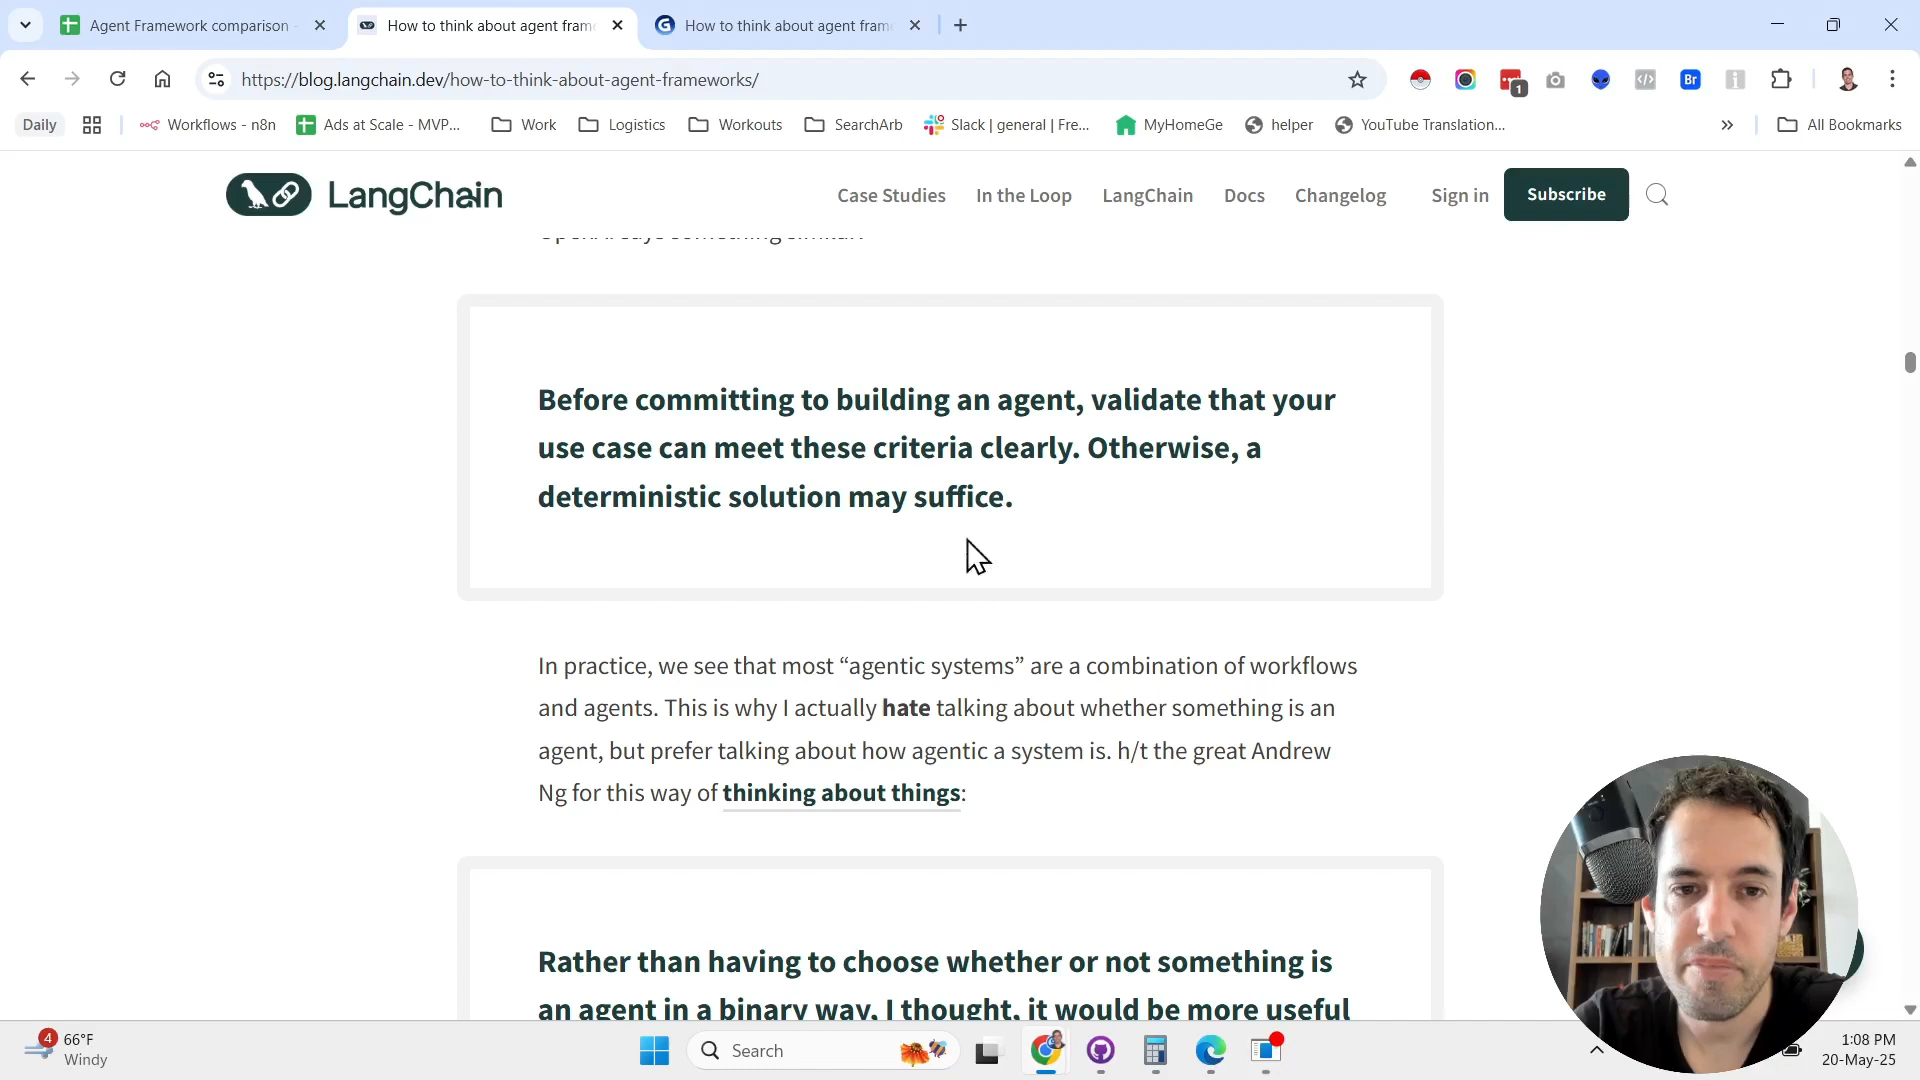 Agent Framework comparison -
How to think about agent frame
How to think about agent frame
https://blog.langchain.dev/how-to-think-about-agent-frameworks/
1
Br
Daily
Workflows - n8n
Ads at Scale - MVP...
Work
Logistics
Workouts
SearchArb
Slack | general | Fre...
MyHomeGe
helper
YouTube Translation...
All Bookmarks
LangChain
Case Studies
In the Loop
LangChain
Docs
Changelog
Sign in
Subscribe
Before committing to building an agent, validate that your
use case can meet these criteria clearly. Otherwise, a
deterministic solution may suffice.
In practice, we see that most “agentic systems” are a combination of workflows
and agents. This is why I actually hate talking about whether something is an
agent, but prefer talking about how agentic a system is. h/t the great Andrew
Ng for this way of thinking about things:
Rather than having to choose whether or not something is
an agent in a binary way, I thought, it would be more useful
4
66°F
Windy
Search
1:08 PM
20-May-25